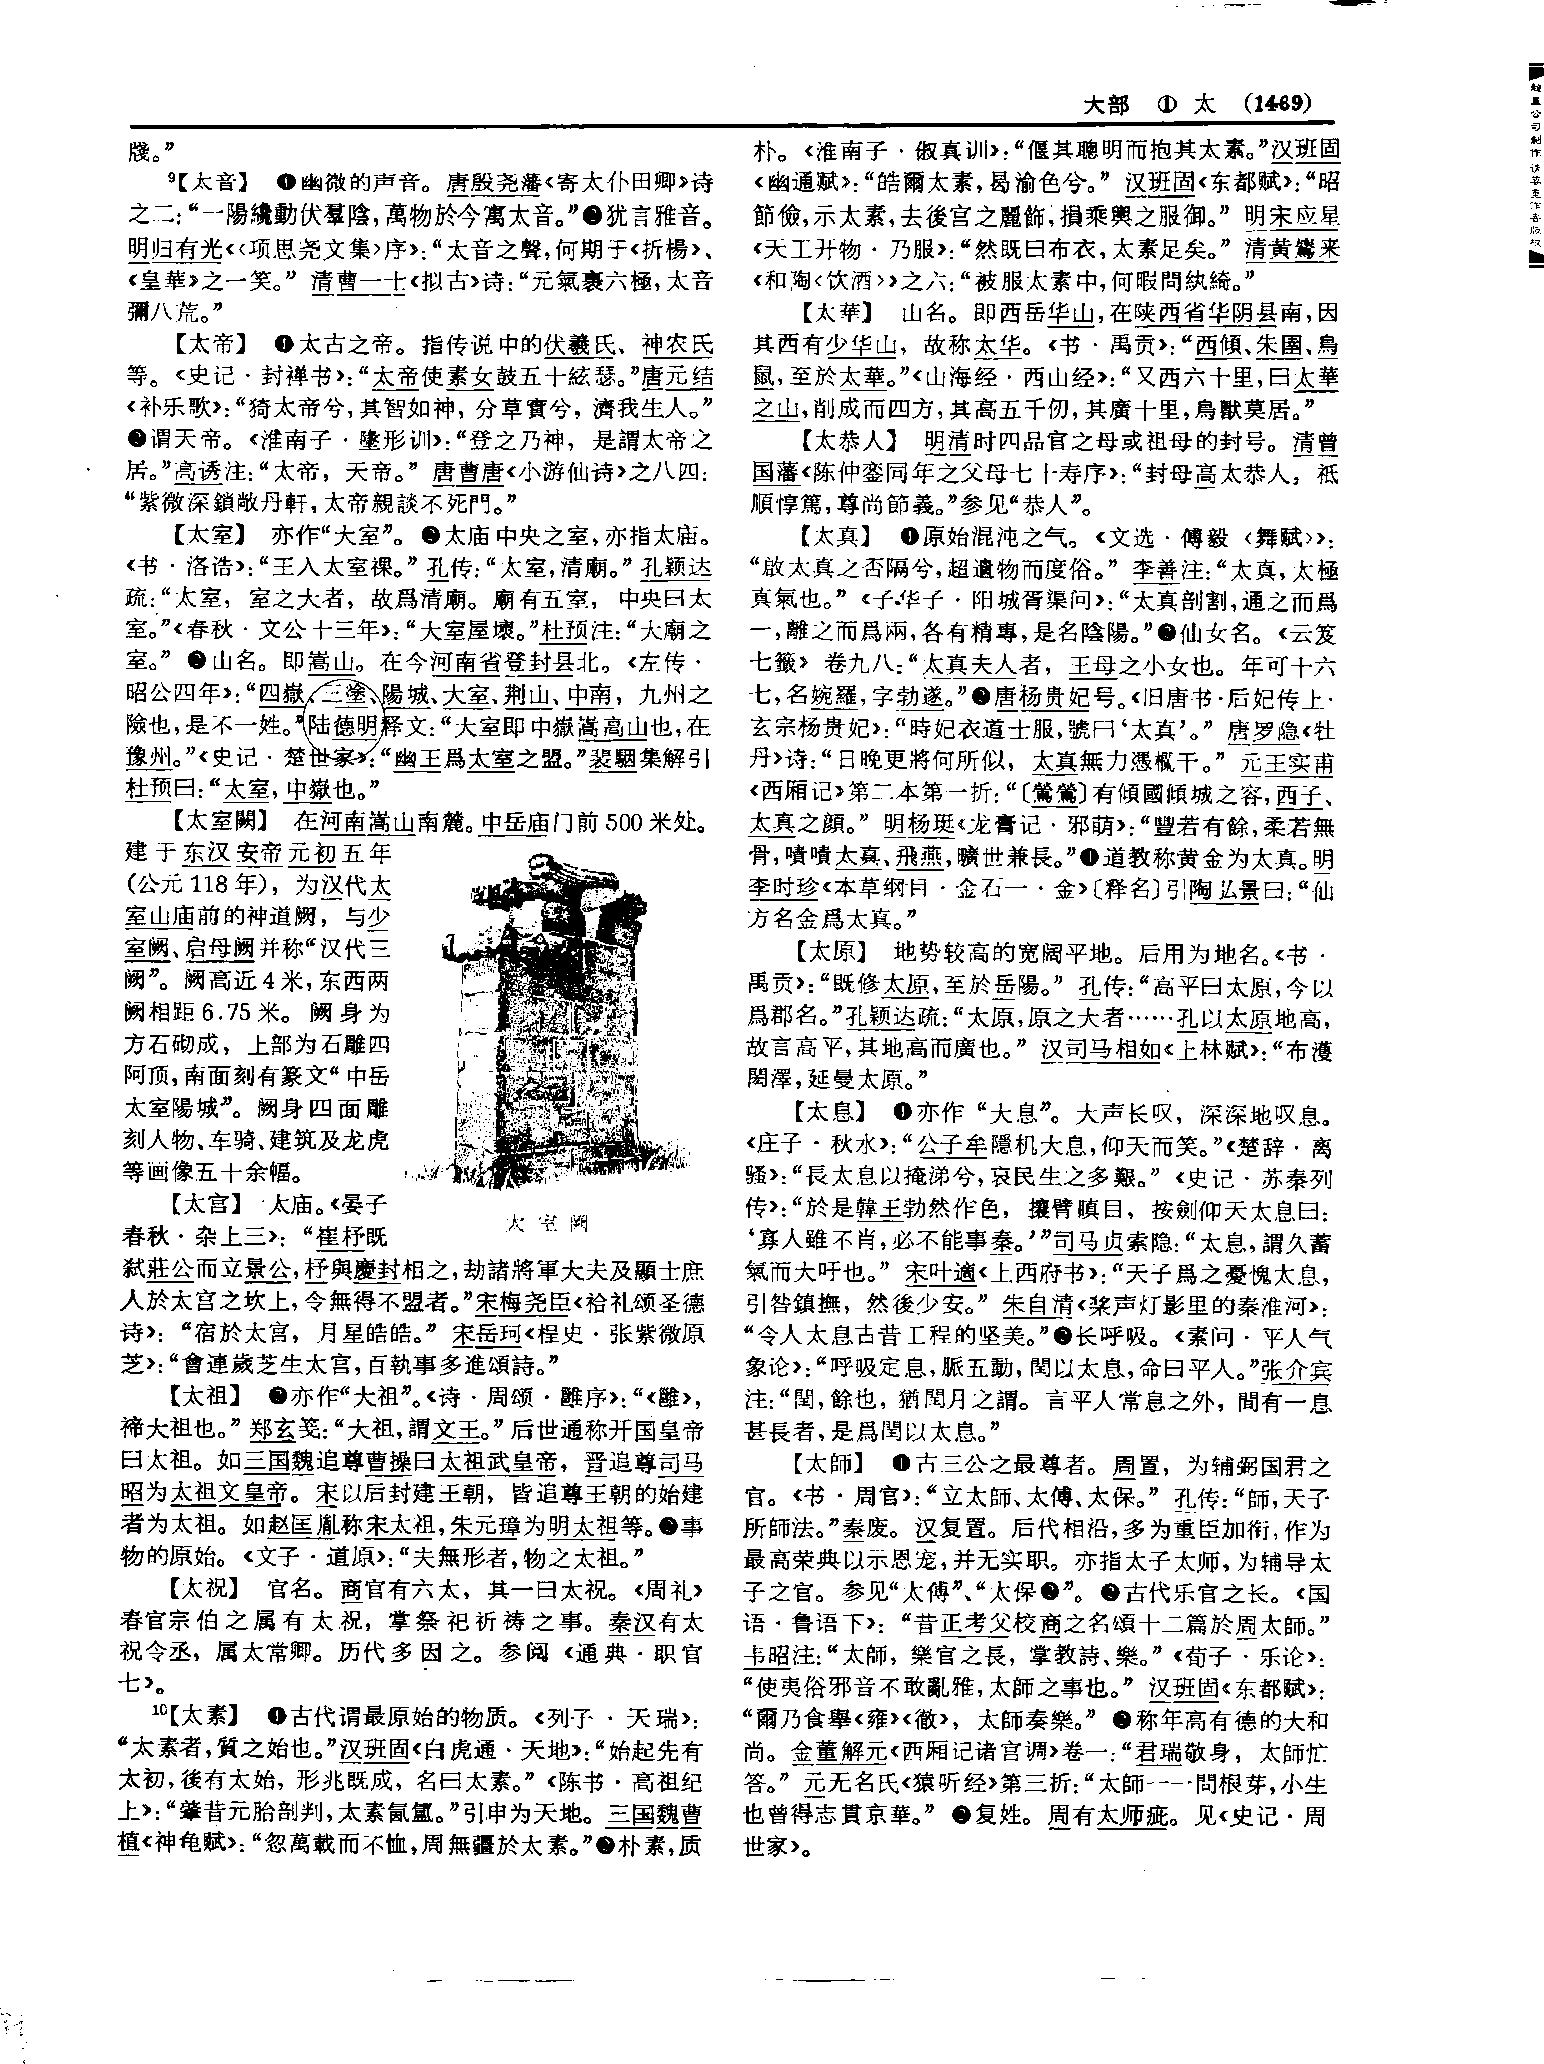 大部 ① 太 (1469)
牋。”
⁹【太音】 ❶幽微的声音。唐殷尧藩《寄太仆田卿》诗
之二：“一陽纔動伏羣陰，萬物於今寓太音。”❷犹言雅音。
明归有光《〈项思尧文集〉序》：“太音之聲，何期于《折楊》、
《皇華》之一笑。” 清曹一士《拟古》诗：“元氣裹六極，太音
彌八荒。”
【太帝】 ❶太古之帝。指传说中的伏羲氏、神农氏
等。《史记·封禅书》：“太帝使素女鼓五十絃瑟。”唐元结
《补乐歌》：“猗太帝兮，其智如神，分草實兮，濟我生人。”
❷谓天帝。《淮南子·墬形训》：“登之乃神，是謂太帝之
居。”高诱注：“太帝，天帝。” 唐曹唐《小游仙诗》之八四：
“紫微深鎖敞丹軒，太帝親談不死門。”
【太室】 亦作“大室”。❶太庙中央之室，亦指太庙。
《书·洛诰》：“王入太室祼。”孔传：“太室，清廟。”孔颖达
疏：“太室，室之大者，故爲清廟。廟有五室，中央曰太
室。”《春秋·文公十三年》：“大室屋壞。”杜预注：“大廟之
室。” ❷山名。即嵩山。在今河南省登封县北。《左传·
昭公四年》：“四嶽、三塗、陽城、大室、荆山、中南，九州之
險也，是不一姓。”陆德明释文：“大室即中嶽嵩高山也，在
豫州。”《史记·楚世家》：“幽王爲太室之盟。”裴駰集解引
杜预曰：“太室，中嶽也。”
【太室阙】 在河南嵩山南麓。中岳庙门前500米处。
建于东汉安帝元初五年
(公元118年)，为汉代太
室山庙前的神道阙，与少
室阙、启母阙并称“汉代三
阙”。阙高近4米，东西两
阙相距6.75米。阙身为
方石砌成，上部为石雕四
阿顶，南面刻有篆文“中岳
太室陽城”。阙身四面雕
刻人物、车骑、建筑及龙虎
等画像五十余幅。
太室阙
【太宫】 太庙。《晏子
春秋·杂上三》：“崔杼既
弑莊公而立景公，杼與慶封相之，劫諸將軍大夫及顯士庶
人於太宫之坎上，令無得不盟者。”宋梅尧臣《袷礼颂圣德
诗》：“宿於太宫，月星皓皓。” 宋岳珂《桯史·张紫微原
芝》：“會連歲芝生太宫，百執事多進頌詩。”
【太祖】 ❶亦作“大祖”。《诗·周颂·雝序》：“《雝》，
禘大祖也。”郑玄笺：“大祖，謂文王。”后世通称开国皇帝
曰太祖。如三国魏追尊曹操曰太祖武皇帝，晋追尊司马
昭为太祖文皇帝。宋以后封建王朝，皆追尊王朝的始建
者为太祖。如赵匡胤称宋太祖，朱元璋为明太祖等。❷事
物的原始。《文子·道原》：“夫無形者，物之太祖。”
【太祝】 官名。商官有六太，其一曰太祝。《周礼》
春官宗伯之属有太祝，掌祭祀祈祷之事。秦汉有太
祝令丞，属太常卿。历代多因之。参阅《通典·职官
七》。
¹⁰【太素】 ❶古代谓最原始的物质。《列子·天瑞》：
“太素者，質之始也。”汉班固《白虎通·天地》：“始起先有
太初，後有太始，形兆既成，名曰太素。”《陈书·高祖纪
上》：“肇昔元胎剖判，太素氤氲。”引申为天地。三国魏曹
植《神龟赋》：“忽萬載而不恤，周無疆於太素。”❷朴素，质
朴。《淮南子·俶真训》：“偃其聰明而抱其太素。”汉班固
《幽通赋》：“皓爾太素，曷渝色兮。” 汉班固《东都赋》：“昭
節儉，示太素，去後宫之麗飾，損乘輿之服御。” 明宋应星
《天工开物·乃服》：“然既曰布衣，太素足矣。” 清黄鷟来
《和陶〈饮酒〉》之六：“被服太素中，何暇問紈綺。”
【太華】 山名。即西岳华山，在陕西省华阴县南，因
其西有少华山，故称太华。《书·禹贡》：“西傾、朱圉、鳥
鼠，至於太華。”《山海经·西山经》：“又西六十里，曰太華
之山，削成而四方，其高五千仞，其廣十里，鳥獸莫居。”
【太恭人】 明清时四品官之母或祖母的封号。清曾
国藩《陈仲銮同年之父母七十寿序》：“封母高太恭人，祗
順惇篤，尊尚節義。”参见“恭人”。
【太真】 ❶原始混沌之气。《文选·傅毅〈舞赋〉》：
“啟太真之否隔兮，超遺物而度俗。” 李善注：“太真，太極
真氣也。”《子华子·阳城胥渠问》：“太真剖割，通之而爲
一，離之而爲兩，各有精專，是名陰陽。”❷仙女名。《云笈
七籤》卷九八：“太真夫人者，王母之小女也。年可十六
七，名婉羅，字勃遂。”❸唐杨贵妃号。《旧唐书·后妃传上·
玄宗杨贵妃》：“時妃衣道士服，號曰‘太真’。” 唐罗隐《牡
丹》诗：“日晚更將何所似，太真無力憑欄干。” 元王实甫
《西厢记》第二本第一折：“〔鶯鶯〕有傾國傾城之容，西子、
太真之顔。” 明杨珽《龙膏记·邪萌》：“豐若有餘，柔若無
骨，嘖嘖太真、飛燕，曠世兼長。”❹道教称黄金为太真。明
李时珍《本草纲目·金石一·金》〔释名〕引陶弘景曰：“仙
方名金爲太真。”
【太原】 地势较高的宽阔平地。后用为地名。《书·
禹贡》：“既修太原，至於岳陽。” 孔传：“高平曰太原，今以
爲郡名。”孔颖达疏：“太原，原之大者……孔以太原地高，
故言高平，其地高而廣也。” 汉司马相如《上林赋》：“布濩
閎澤，延曼太原。”
【太息】 ❶亦作“大息”。大声长叹，深深地叹息。
《庄子·秋水》：“公子牟隱机大息，仰天而笑。”《楚辞·离
骚》：“長太息以掩涕兮，哀民生之多艱。”《史记·苏秦列
传》：“於是韓王勃然作色，攘臂瞋目，按劍仰天太息曰：
‘寡人雖不肖，必不能事秦。’”司马贞索隐：“太息，謂久蓄
氣而大吁也。” 宋叶適《上西府书》：“天子爲之憂愧太息，
引咎鎮撫，然後少安。” 朱自清《桨声灯影里的秦淮河》：
“令人太息古昔工程的坚美。”❷长呼吸。《素问·平人气
象论》：“呼吸定息，脈五動，閏以太息，命曰平人。”张介宾
注：“閏，餘也，猶閏月之謂。言平人常息之外，間有一息
甚長者，是爲閏以太息。”
【太師】 ❶古三公之最尊者。周置，为辅弼国君之
官。《书·周官》：“立太師、太傅、太保。” 孔传：“師，天子
所師法。”秦废。汉复置。后代相沿，多为重臣加衔，作为
最高荣典以示恩宠，并无实职。亦指太子太师，为辅导太
子之官。参见“太傅”、“太保❶”。❷古代乐官之长。《国
语·鲁语下》：“昔正考父校商之名頌十二篇於周太師。”
韦昭注：“太師，樂官之長，掌教詩、樂。”《荀子·乐论》：
“使夷俗邪音不敢亂雅，太師之事也。” 汉班固《东都赋》：
“爾乃食舉《雍》《徹》，太師奏樂。” ❸称年高有德的大和
尚。金董解元《西厢记诸宫调》卷一：“君瑞敬身，太師忙
答。” 元无名氏《猿听经》第三折：“太師一一問根芽，小生
也曾得志貫京華。” ❹复姓。周有太师疵。见《史记·周
世家》。